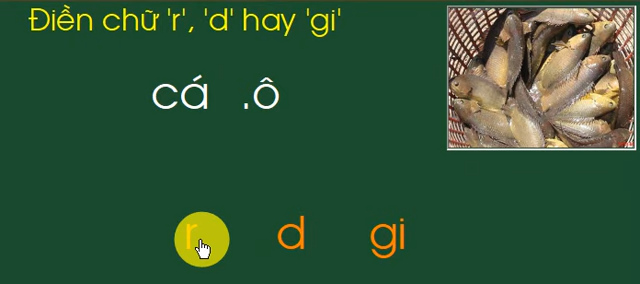 Điền chữ 'r', 'd' hay 'gi'
cá .ô
r d gi